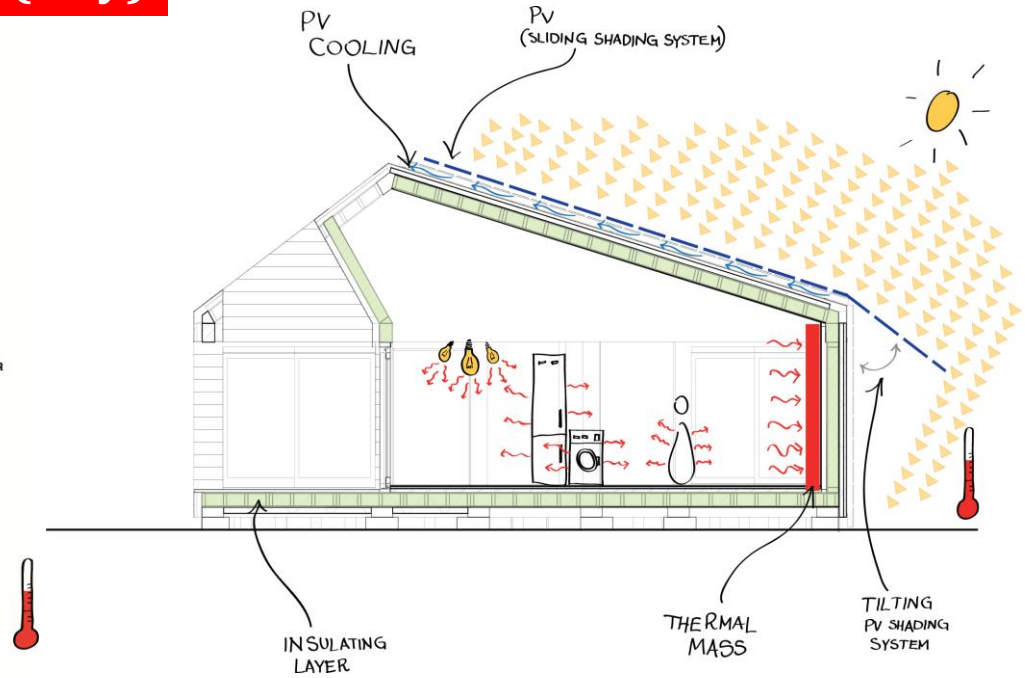 PV
COOLING
PV
(SLIDING SHADING SYSTEM)
INSULATING
LAYER
THERMAL
MASS
TILTING
PV SHADING
SYSTEM